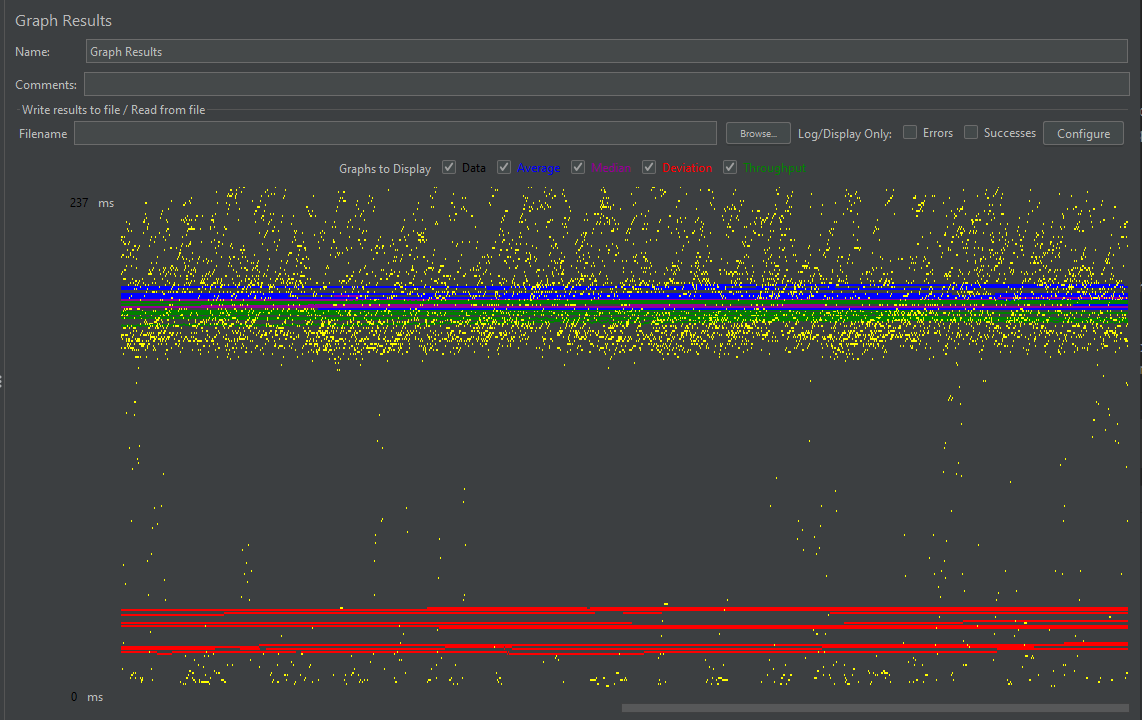 Graph Results
Name: Graph Results
Comments:
Write results to file / Read from file
Filename Browse... Log/Display Only: Errors Successes Configure
Graphs to Display Data Average Median Deviation Throughput
237 ms
0 ms